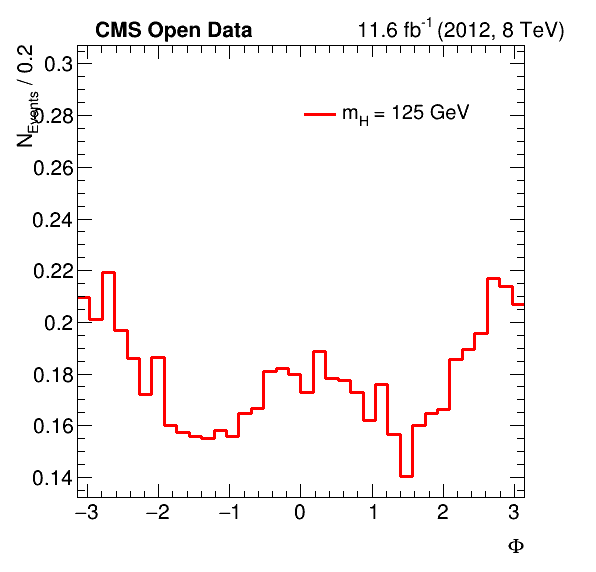 CMS Open Data 11.6 fb⁻¹ (2012, 8 TeV)
N_Events / 0.2
m_H = 125 GeV
0.3
0.28
0.26
0.24
0.22
0.2
0.18
0.16
0.14
−3 −2 −1 0 1 2 3
Φ